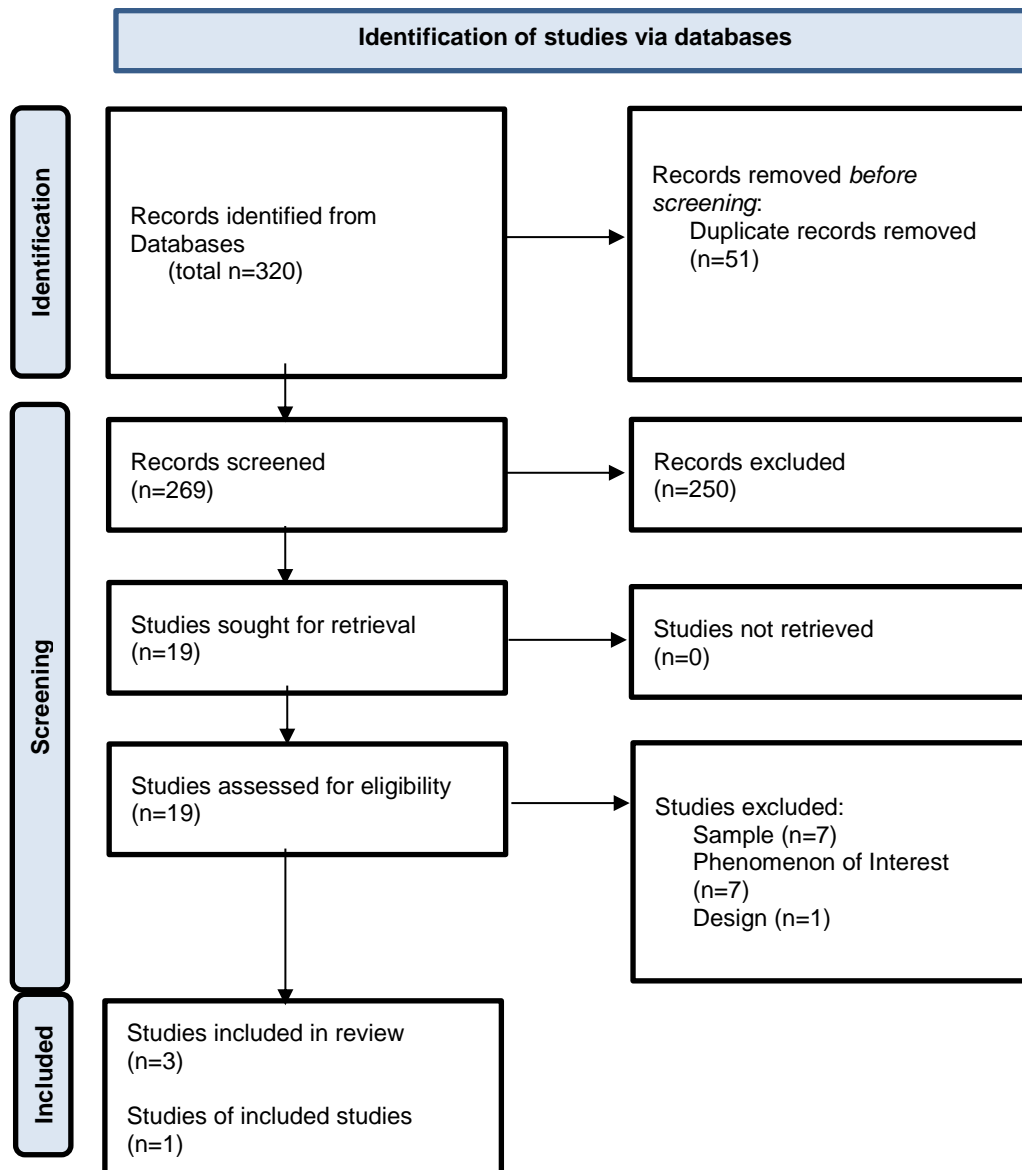 Identification of studies via databases
Identification
Records identified from
Databases
(total n=320)
Records removed before
screening:
Duplicate records removed
(n=51)
Screening
Records screened
(n=269)
Records excluded
(n=250)
Studies sought for retrieval
(n=19)
Studies not retrieved
(n=0)
Studies assessed for eligibility
(n=19)
Studies excluded:
Sample (n=7)
Phenomenon of Interest
(n=7)
Design (n=1)
Included
Studies included in review
(n=3)
Studies of included studies
(n=1)